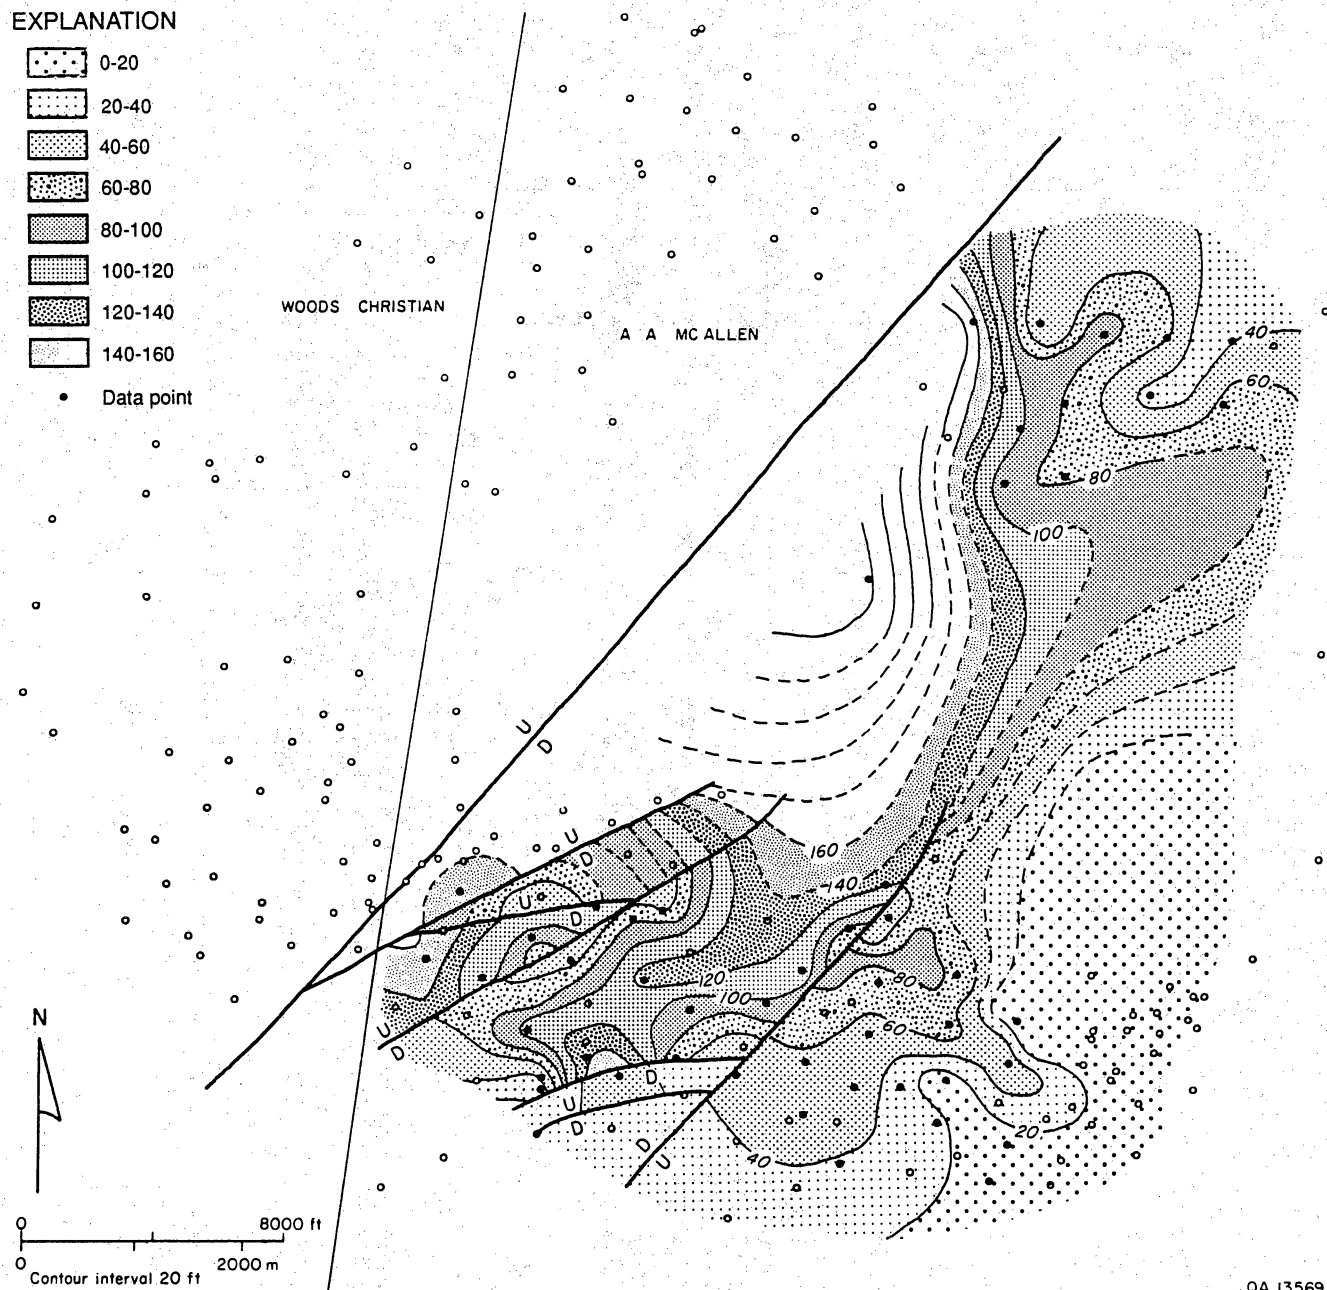 EXPLANATION
0-20
20-40
40-60
60-80
80-100
100-120
120-140
140-160
Data point
WOODS CHRISTIAN
A A MC ALLEN
40
60
80
100
U
D
160
140
U
D
U
D
120
100
80
60
U
D
D
U
D
D
U
20
40
N
0 8000 ft
0 2000 m
Contour interval 20 ft
QA 13569